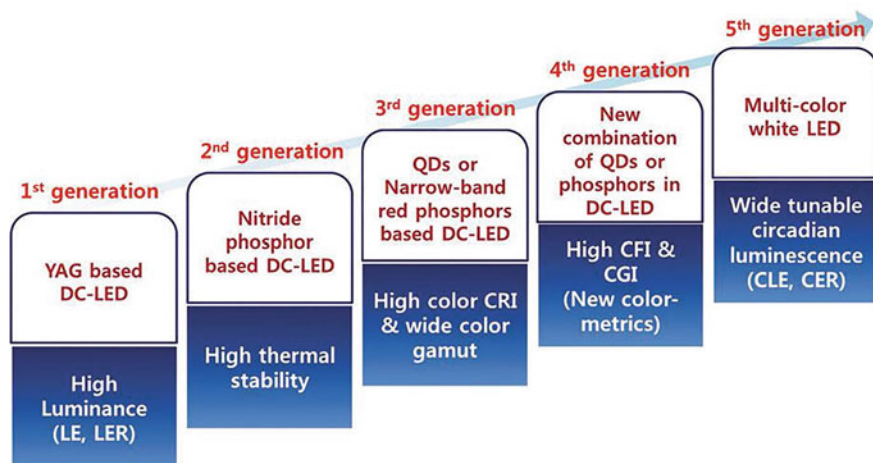 1st generation
YAG based
DC-LED
High
Luminance
(LE, LER)
2nd generation
Nitride
phosphor
based DC-LED
High thermal
stability
3rd generation
QDs or
Narrow-band
red phosphors
based DC-LED
High color CRI
& wide color
gamut
4th generation
New
combination
of QDs or
phosphors in
DC-LED
High CFI &
CGI
(New color-
metrics)
5th generation
Multi-color
white LED
Wide tunable
circadian
luminescence
(CLE, CER)